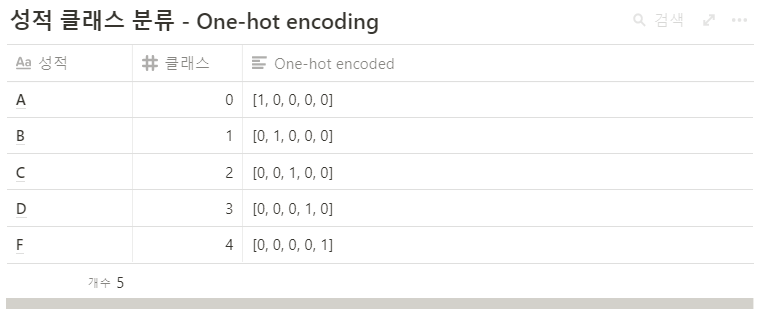 성적 클래스 분류 - One-hot encoding 검색
Aa 성적 클래스 One-hot encoded
A 0 [1, 0, 0, 0, 0]
B 1 [0, 1, 0, 0, 0]
C 2 [0, 0, 1, 0, 0]
D 3 [0, 0, 0, 1, 0]
F 4 [0, 0, 0, 0, 1]
개수 5